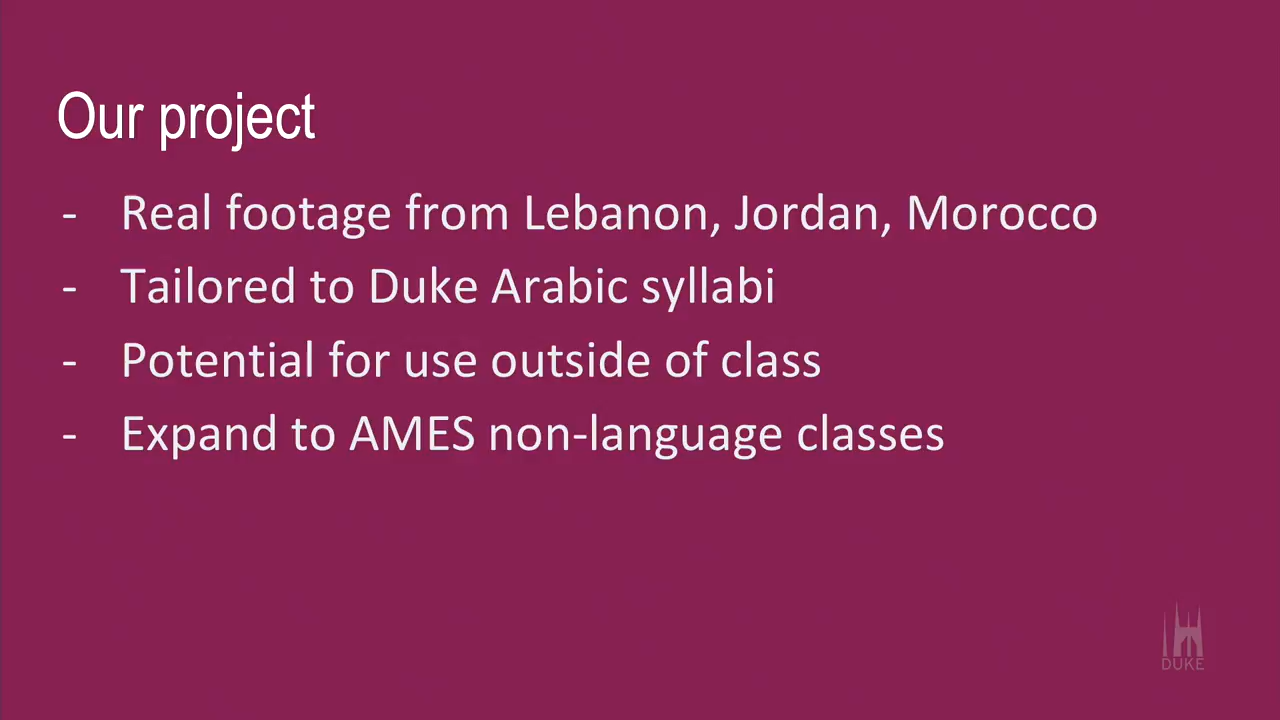 Our project
- Real footage from Lebanon, Jordan, Morocco
- Tailored to Duke Arabic syllabi
- Potential for use outside of class
- Expand to AMES non-language classes
DUKE